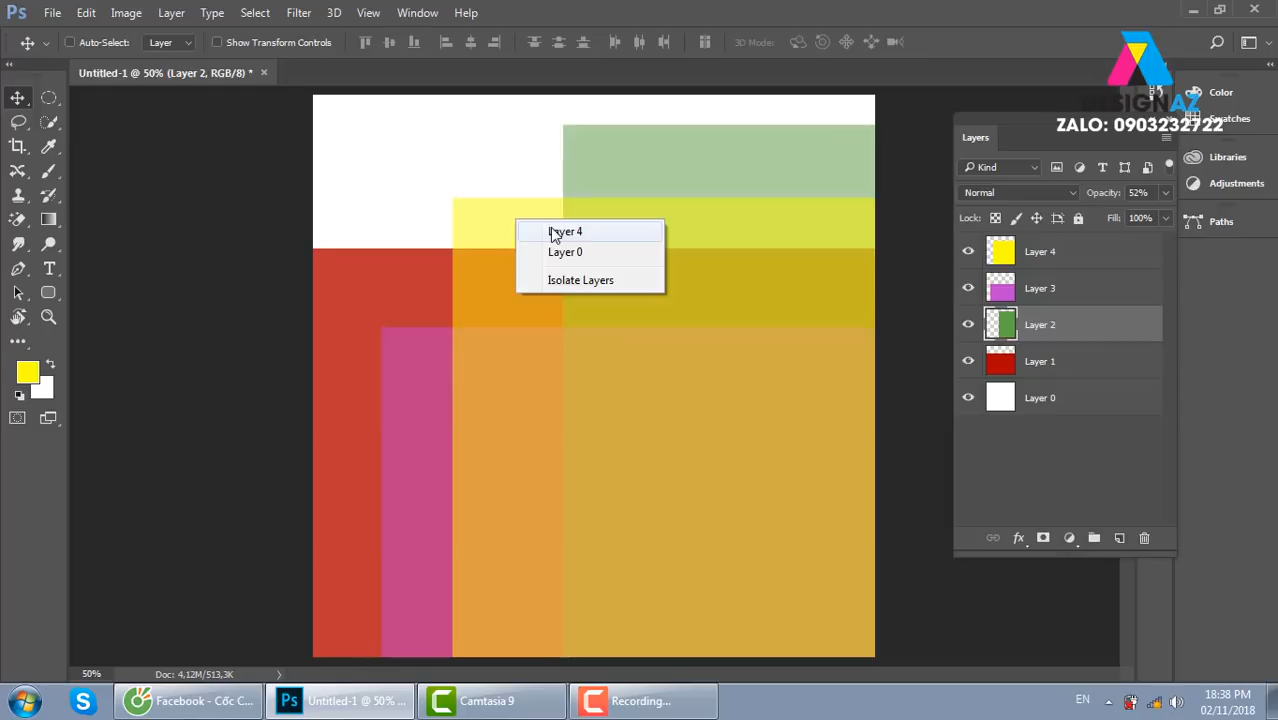 Ps File Edit Image Layer Type Select Filter 3D View Window Help
Auto-Select: Layer Show Transform Controls 3D Mode:
Untitled-1 @ 50% (Layer 2, RGB/8) *
DESIGNAZ
ZALO: 0903232722
Color
Swatches
Libraries
Adjustments
Paths
Layers
Kind
Normal Opacity: 52%
Lock: Fill: 100%
Layer 4
Layer 3
Layer 2
Layer 1
Layer 0
Layer 4
Layer 0
Isolate Layers
50% Doc: 4,12M/513,3K
Facebook - Cốc C... Untitled-1 @ 50% ... Camtasia 9 Recording...
EN 18:38 PM
02/11/2018